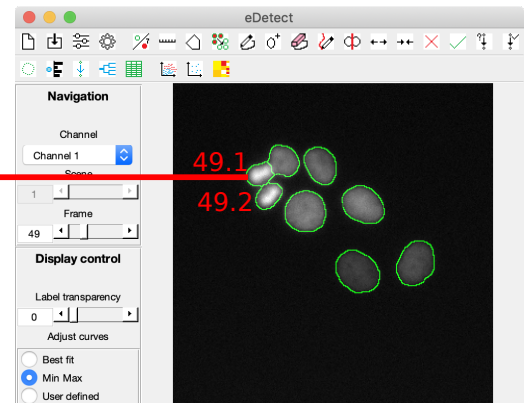 eDetect
Navigation
Channel
Channel 1
Scene
1
Frame
49
Display control
Label transparency
0
Adjust curves
Best fit
Min Max
User defined
49.1
49.2